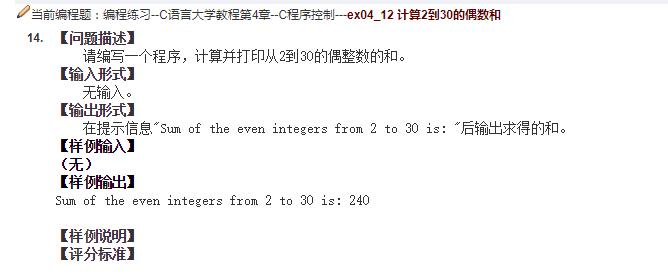 当前编程题：编程练习--C语言大学教程第4章--C程序控制---ex04_12 计算2到30的偶数和
14. 【问题描述】
请编写一个程序，计算并打印从2到30的偶整数的和。
【输入形式】
无输入。
【输出形式】
在提示信息"Sum of the even integers from 2 to 30 is: "后输出求得的和。
【样例输入】
（无）
【样例输出】
Sum of the even integers from 2 to 30 is: 240
【样例说明】
【评分标准】